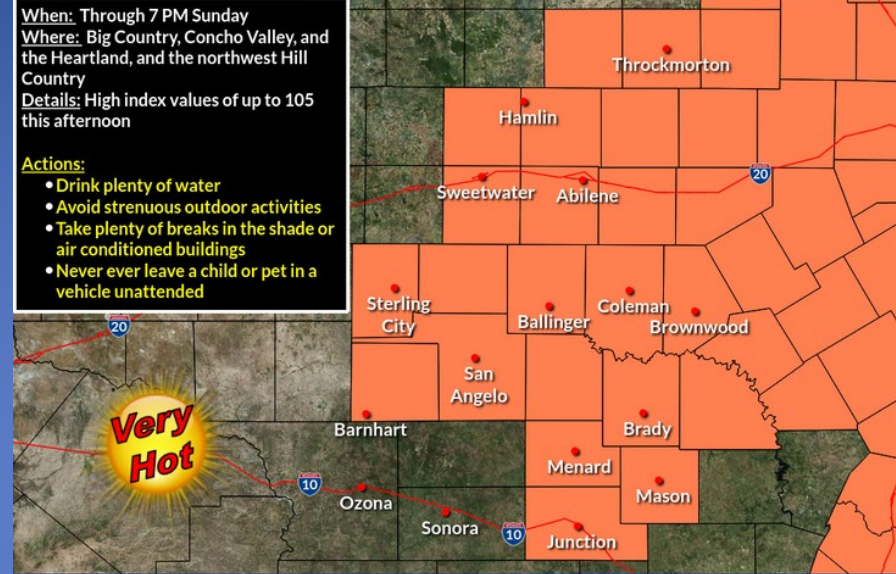 When: Through 7 PM Sunday
Where: Big Country, Concho Valley, and
the Heartland, and the northwest Hill
Country
Details: High index values of up to 105
this afternoon
Actions:
• Drink plenty of water
• Avoid strenuous outdoor activities
• Take plenty of breaks in the shade or
air conditioned buildings
• Never ever leave a child or pet in a
vehicle unattended
Throckmorton
Hamlin
20
Sweetwater
Abilene
Sterling
City
Ballinger
Coleman
Brownwood
20
San
Angelo
Very
Hot
Barnhart
Brady
Menard
10
Ozona
Mason
Sonora
10
Junction